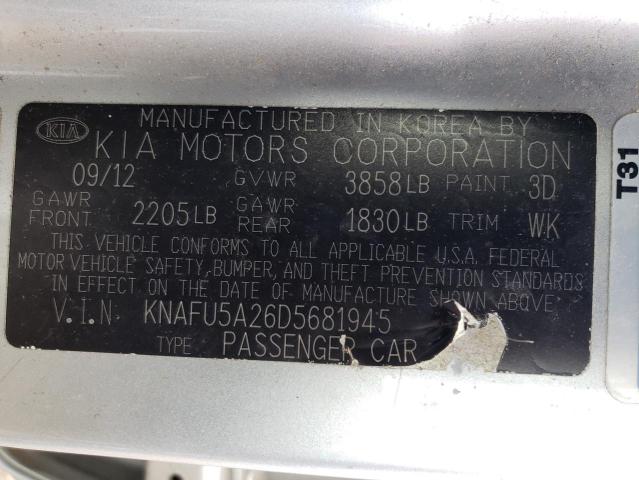 MANUFACTURED IN KOREA BY
KIA KIA MOTORS CORPORATION
09/12 GVWR 3858LB PAINT 3D
GAWR FRONT 2205LB GAWR REAR 1830LB TRIM WK
THIS VEHICLE CONFORMS TO ALL APPLICABLE U.S.A. FEDERAL
MOTOR VEHICLE SAFETY, BUMPER, AND THEFT PREVENTION STANDARDS
IN EFFECT ON THE DATE OF MANUFACTURE SHOWN ABOVE.
V.I.N KNAFU5A26D5681945
TYPE PASSENGER CAR
T31